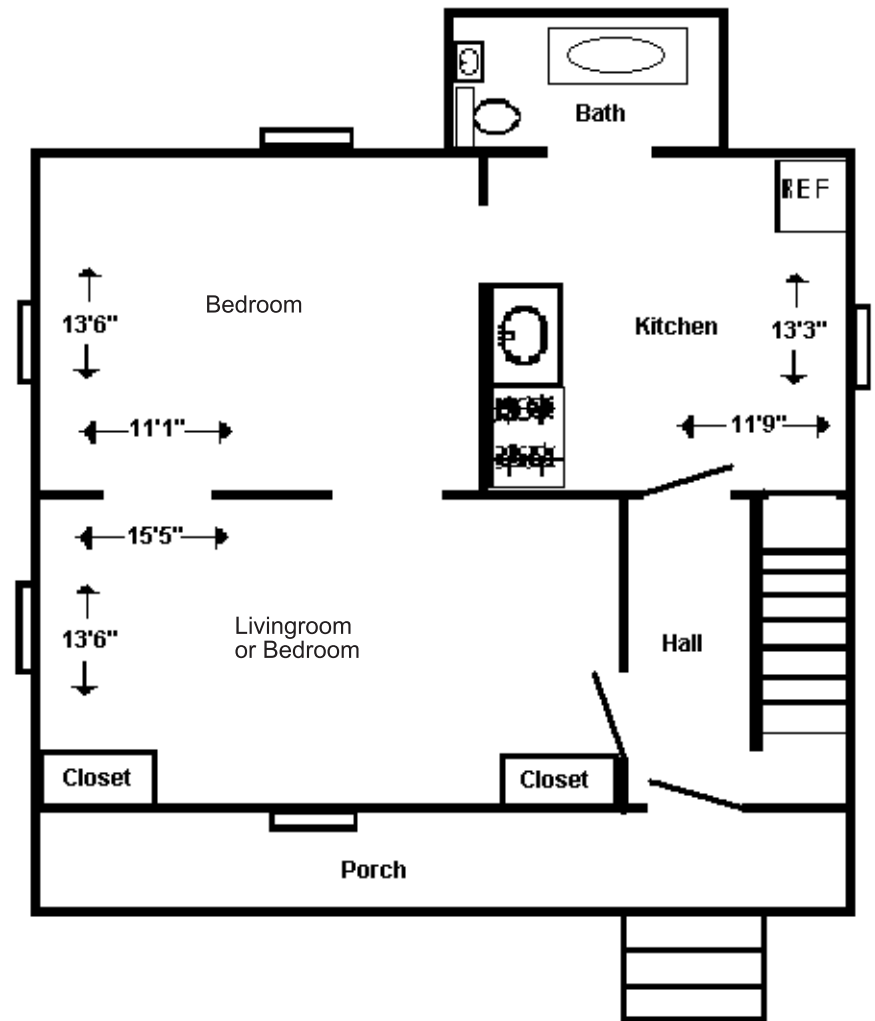 Bath
REF
Bedroom
13'6"
Kitchen
13'3"
11'1"
11'9"
15'5"
13'6"
Livingroom
or Bedroom
Hall
Closet
Closet
Porch